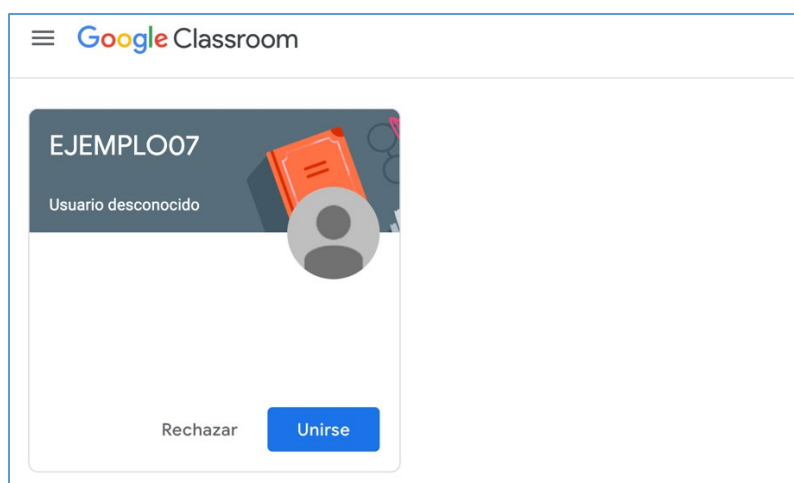 Google Classroom
EJEMPLO07
Usuario desconocido
Rechazar Unirse